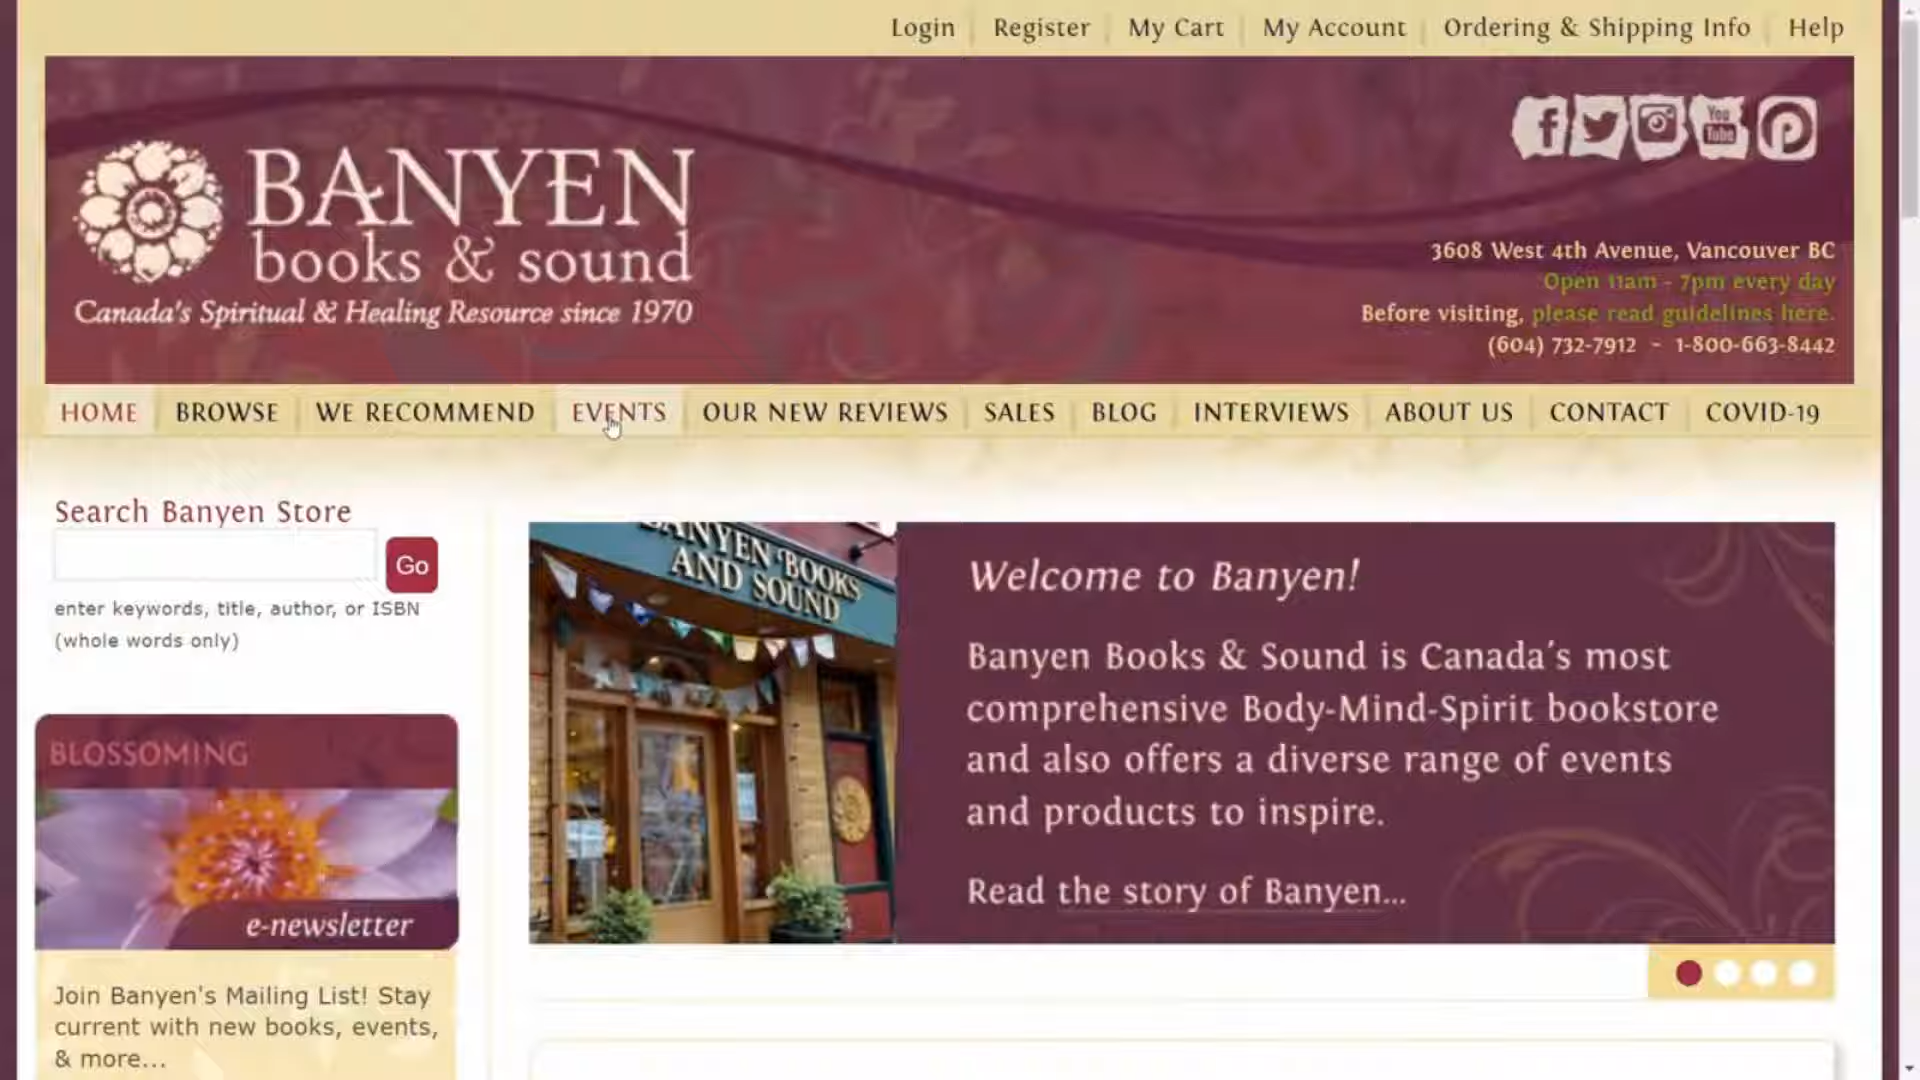 Login Register My Cart My Account Ordering & Shipping Info Help
BANYEN
books & sound
Canada's Spiritual & Healing Resource since 1970
You
Tube
3608 West 4th Avenue, Vancouver BC
Open 11am - 7pm every day
Before visiting, please read guidelines here.
(604) 732-7912 - 1-800-663-8442
HOME BROWSE WE RECOMMEND EVENTS OUR NEW REVIEWS SALES BLOG INTERVIEWS ABOUT US CONTACT COVID-19
Search Banyen Store
Go
enter keywords, title, author, or ISBN
(whole words only)
BLOSSOMING
e-newsletter
Join Banyen's Mailing List! Stay
current with new books, events,
& more...
BANYEN BOOKS
AND SOUND
Welcome to Banyen!
Banyen Books & Sound is Canada's most
comprehensive Body-Mind-Spirit bookstore
and also offers a diverse range of events
and products to inspire.
Read the story of Banyen...